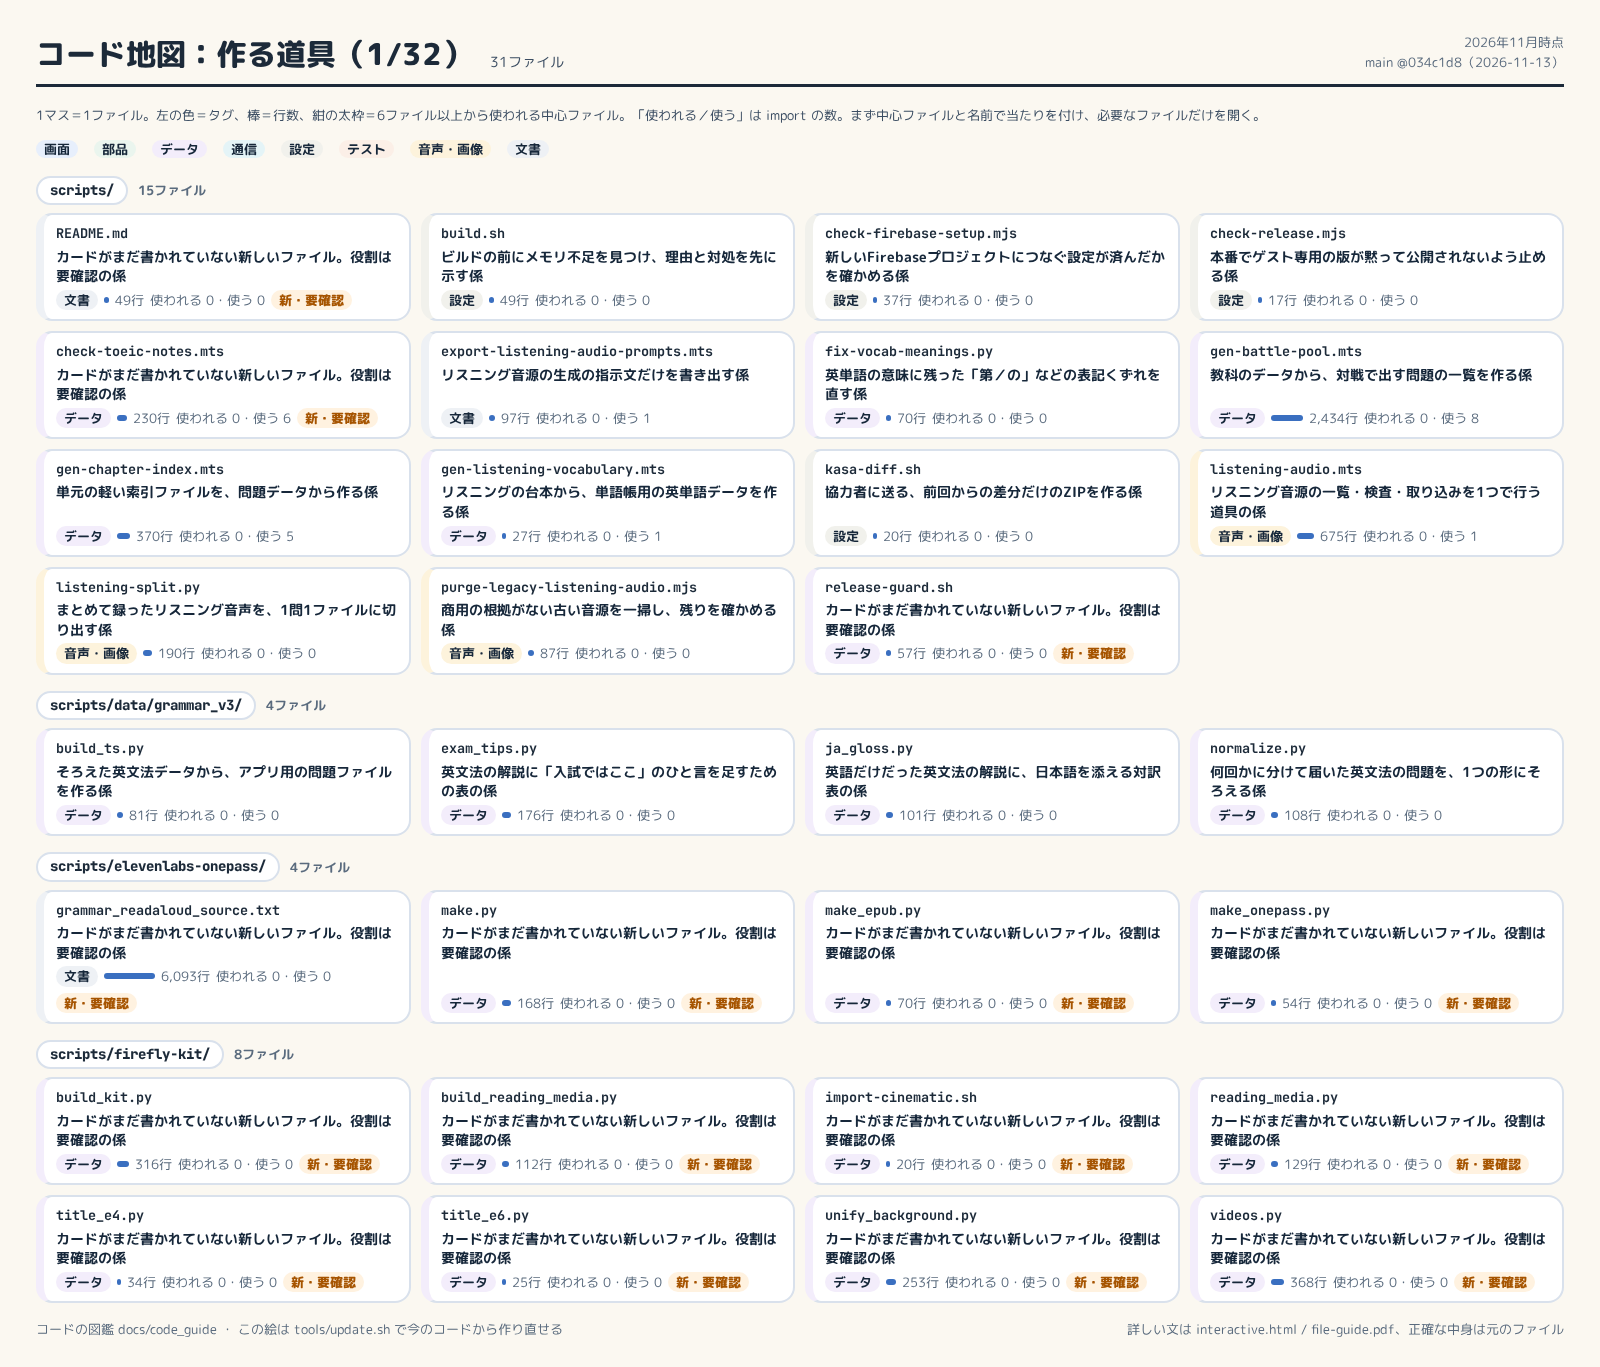 コード地図：作る道具（1/32） 31ファイル
2026年11月時点
main @034c1d8（2026-11-13）
1マス＝1ファイル。左の色＝タグ、棒＝行数、紺の太枠＝6ファイル以上から使われる中心ファイル。「使われる／使う」は import の数。まず中心ファイルと名前で当たりを付け、必要なファイルだけを開く。
画面 部品 データ 通信 設定 テスト 音声・画像 文書
scripts/ 15ファイル
README.md
カードがまだ書かれていない新しいファイル。役割は
要確認の係
文書 49行 使われる 0 · 使う 0 新・要確認
build.sh
ビルドの前にメモリ不足を見つけ、理由と対処を先に
示す係
設定 49行 使われる 0 · 使う 0
check-firebase-setup.mjs
新しいFirebaseプロジェクトにつなぐ設定が済んだか
を確かめる係
設定 37行 使われる 0 · 使う 0
check-release.mjs
本番でゲスト専用の版が黙って公開されないよう止め
る係
設定 17行 使われる 0 · 使う 0
check-toeic-notes.mts
カードがまだ書かれていない新しいファイル。役割は
要確認の係
データ 230行 使われる 0 · 使う 6 新・要確認
export-listening-audio-prompts.mts
リスニング音源の生成の指示文だけを書き出す係
文書 97行 使われる 0 · 使う 1
fix-vocab-meanings.py
英単語の意味に残った「第／の」などの表記くずれを
直す係
データ 70行 使われる 0 · 使う 0
gen-battle-pool.mts
教科のデータから、対戦で出す問題の一覧を作る係
データ 2,434行 使われる 0 · 使う 8
gen-chapter-index.mts
単元の軽い索引ファイルを、問題データから作る係
データ 370行 使われる 0 · 使う 5
gen-listening-vocabulary.mts
リスニングの台本から、単語帳用の英単語データを作
る係
データ 27行 使われる 0 · 使う 1
kasa-diff.sh
協力者に送る、前回からの差分だけのZIPを作る係
設定 20行 使われる 0 · 使う 0
listening-audio.mts
リスニング音源の一覧・検査・取り込みを1つで行う
道具の係
音声・画像 675行 使われる 0 · 使う 1
listening-split.py
まとめて録ったリスニング音声を、1問1ファイルに切
り出す係
音声・画像 190行 使われる 0 · 使う 0
purge-legacy-listening-audio.mjs
商用の根拠がない古い音源を一掃し、残りを確かめる
係
音声・画像 87行 使われる 0 · 使う 0
release-guard.sh
カードがまだ書かれていない新しいファイル。役割は
要確認の係
データ 57行 使われる 0 · 使う 0 新・要確認
scripts/data/grammar_v3/ 4ファイル
build_ts.py
そろえた英文法データから、アプリ用の問題ファイル
を作る係
データ 81行 使われる 0 · 使う 0
exam_tips.py
英文法の解説に「入試ではここ」のひと言を足すため
の表の係
データ 176行 使われる 0 · 使う 0
ja_gloss.py
英語だけだった英文法の解説に、日本語を添える対訳
表の係
データ 101行 使われる 0 · 使う 0
normalize.py
何回かに分けて届いた英文法の問題を、1つの形にそ
ろえる係
データ 108行 使われる 0 · 使う 0
scripts/elevenlabs-onepass/ 4ファイル
grammar_readaloud_source.txt
カードがまだ書かれていない新しいファイル。役割は
要確認の係
文書 6,093行 使われる 0 · 使う 0
新・要確認
make.py
カードがまだ書かれていない新しいファイル。役割は
要確認の係
データ 168行 使われる 0 · 使う 0 新・要確認
make_epub.py
カードがまだ書かれていない新しいファイル。役割は
要確認の係
データ 70行 使われる 0 · 使う 0 新・要確認
make_onepass.py
カードがまだ書かれていない新しいファイル。役割は
要確認の係
データ 54行 使われる 0 · 使う 0 新・要確認
scripts/firefly-kit/ 8ファイル
build_kit.py
カードがまだ書かれていない新しいファイル。役割は
要確認の係
データ 316行 使われる 0 · 使う 0 新・要確認
build_reading_media.py
カードがまだ書かれていない新しいファイル。役割は
要確認の係
データ 112行 使われる 0 · 使う 0 新・要確認
import-cinematic.sh
カードがまだ書かれていない新しいファイル。役割は
要確認の係
データ 20行 使われる 0 · 使う 0 新・要確認
reading_media.py
カードがまだ書かれていない新しいファイル。役割は
要確認の係
データ 129行 使われる 0 · 使う 0 新・要確認
title_e4.py
カードがまだ書かれていない新しいファイル。役割は
要確認の係
データ 34行 使われる 0 · 使う 0 新・要確認
title_e6.py
カードがまだ書かれていない新しいファイル。役割は
要確認の係
データ 25行 使われる 0 · 使う 0 新・要確認
unify_background.py
カードがまだ書かれていない新しいファイル。役割は
要確認の係
データ 253行 使われる 0 · 使う 0 新・要確認
videos.py
カードがまだ書かれていない新しいファイル。役割は
要確認の係
データ 368行 使われる 0 · 使う 0 新・要確認
コードの図鑑 docs/code_guide · この絵は tools/update.sh で今のコードから作り直せる
詳しい文は interactive.html / file-guide.pdf、正確な中身は元のファイル